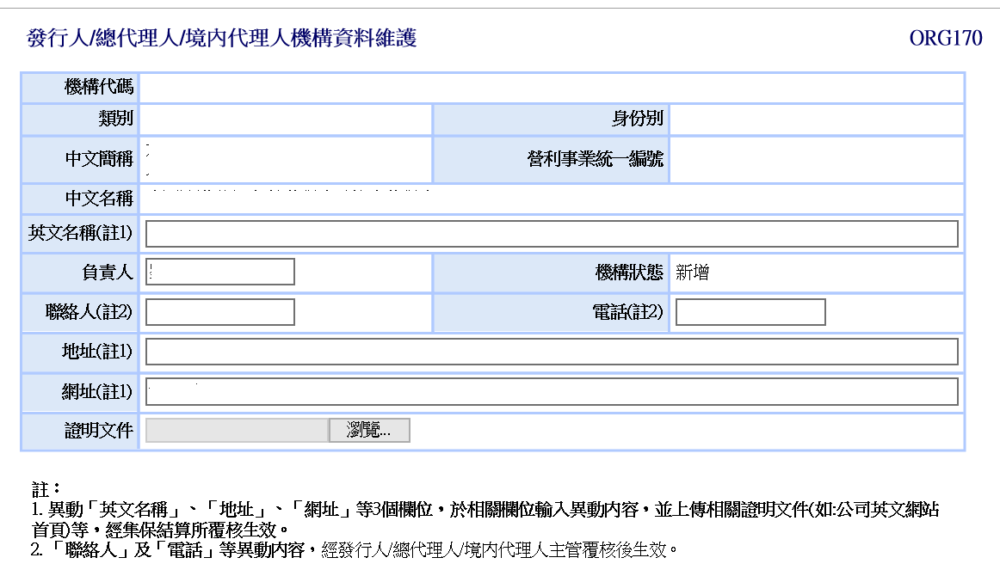 發行人/總代理人/境內代理人機構資料維護 ORG170
機構代碼
類別 身份別
中文簡稱 營利事業統一編號
中文名稱
英文名稱(註1)
負責人 機構狀態 新增
聯絡人(註2) 電話(註2)
地址(註1)
網址(註1)
證明文件 瀏覽...
註：
1. 異動「英文名稱」、「地址」、「網址」等3個欄位，於相關欄位輸入異動內容，並上傳相關證明文件(如:公司英文網站
首頁)等，經集保結算所覆核生效。
2. 「聯絡人」及「電話」等異動內容，經發行人/總代理人/境內代理人主管覆核後生效。